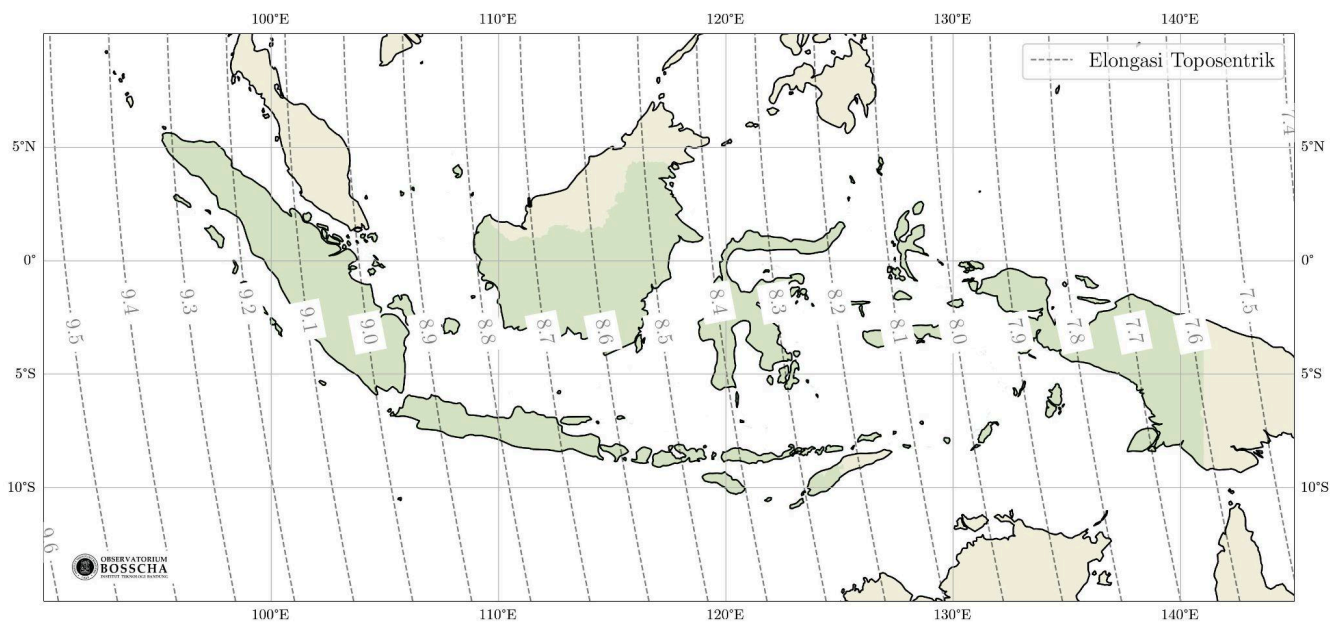 100°E 110°E 120°E 130°E 140°E
Elongasi Toposentrik
7.4
5°N 5°N
0° 0°
9.5 9.4 9.3 9.2 9.1 9.0 8.9 8.8 8.7 8.6 8.5 8.4 8.3 8.2 8.1 8.0 7.9 7.8 7.7 7.6 7.5
5°S 5°S
10°S 10°S
9.6
OBSERVATORIUM
BOSSCHA
INSTITUT TEKNOLOGI BANDUNG
100°E 110°E 120°E 130°E 140°E